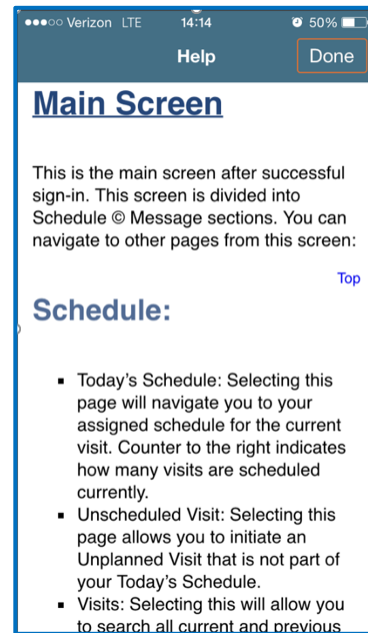 Verizon LTE 14:14 50%
Help Done
Main Screen
This is the main screen after successful
sign-in. This screen is divided into
Schedule © Message sections. You can
navigate to other pages from this screen:
Top
Schedule:
▪ Today’s Schedule: Selecting this
page will navigate you to your
assigned schedule for the current
visit. Counter to the right indicates
how many visits are scheduled
currently.
▪ Unscheduled Visit: Selecting this
page allows you to initiate an
Unplanned Visit that is not part of
your Today’s Schedule.
▪ Visits: Selecting this will allow you
to search all current and previous